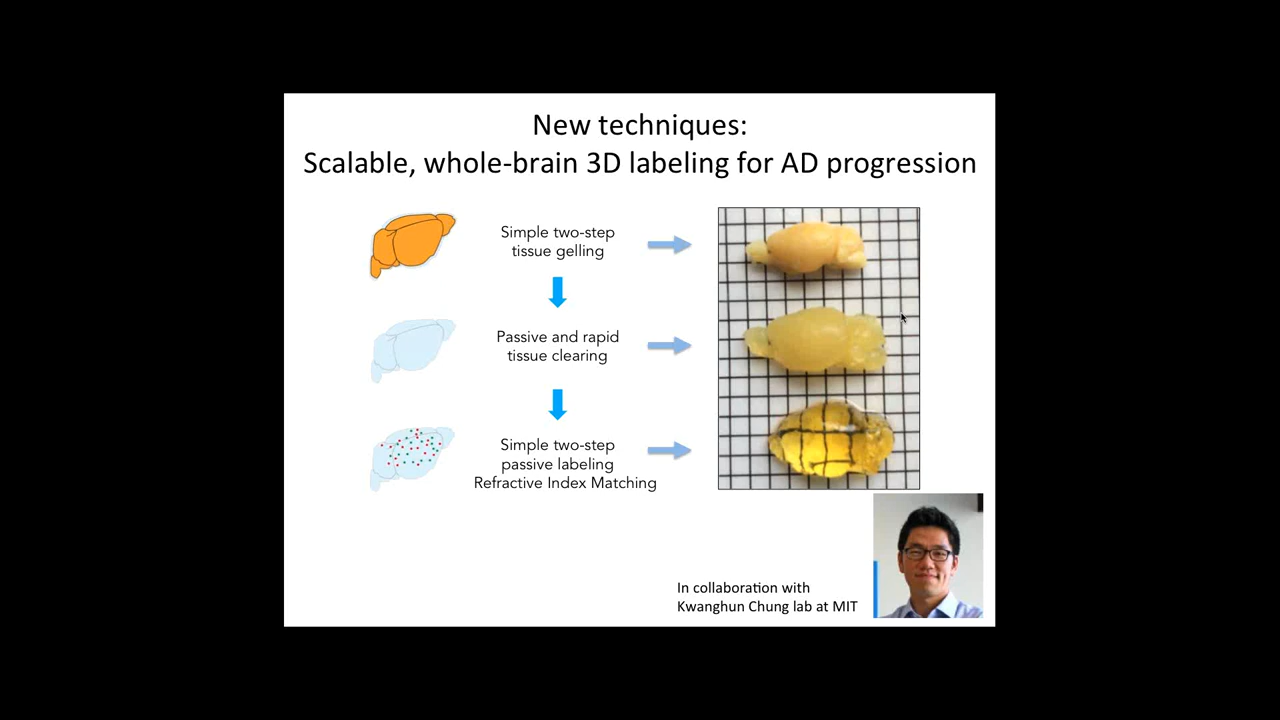 New techniques:
Scalable, whole-brain 3D labeling for AD progression
Simple two-step
tissue gelling
Passive and rapid
tissue clearing
Simple two-step
passive labeling
Refractive Index Matching
In collaboration with
Kwanghun Chung lab at MIT